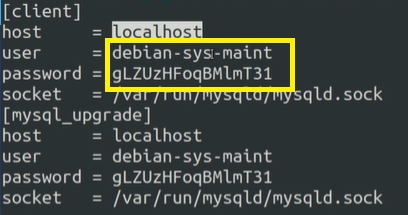 [client]
host     = localhost
user     = debian-sys-maint
password = gLZUzHFoqBMlmT31
socket   = /var/run/mysqld/mysqld.sock
[mysql_upgrade]
host     = localhost
user     = debian-sys-maint
password = gLZUzHFoqBMlmT31
socket   = /var/run/mysqld/mysqld.sock